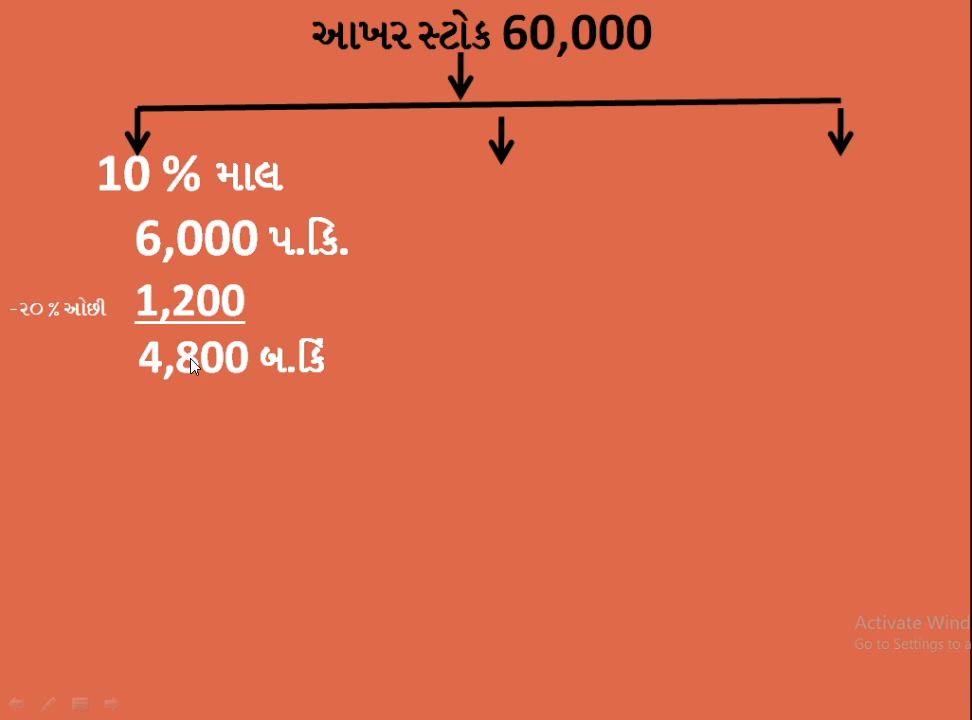 આખર સ્ટોક 60,000
10 % માલ
6,000 પ.કિં.
-૨૦ % ઓછી 1,200
4,800 બ.કિં
Activate Wind
Go to Settings to a